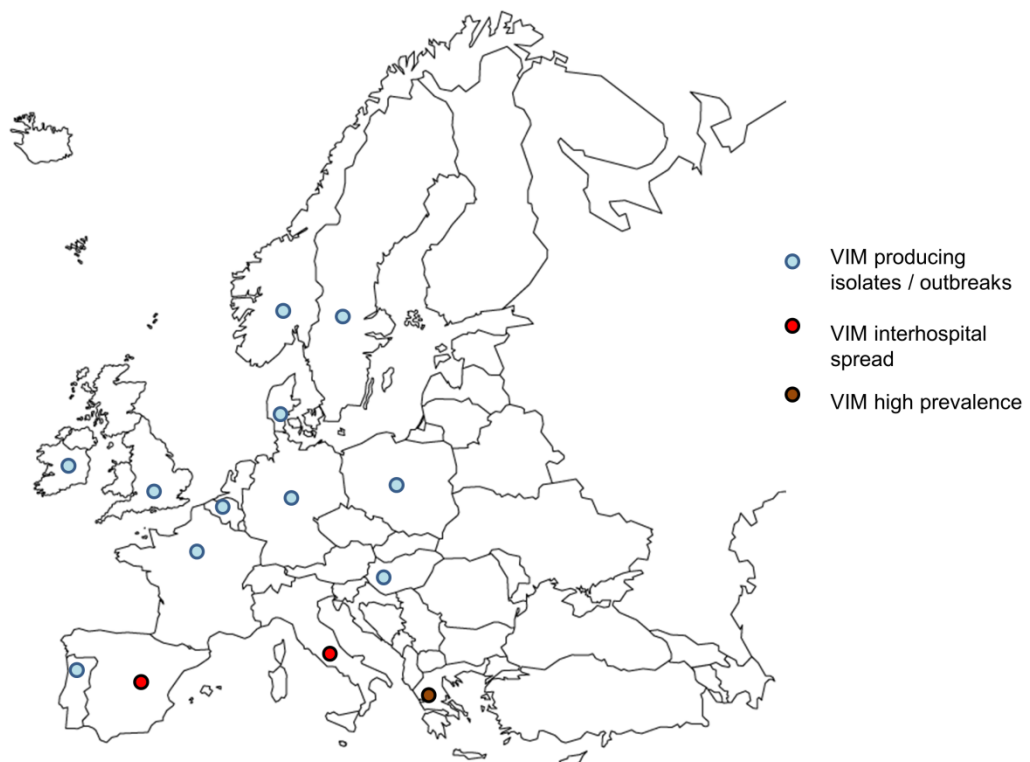 VIM producing
isolates / outbreaks
VIM interhospital
spread
VIM high prevalence